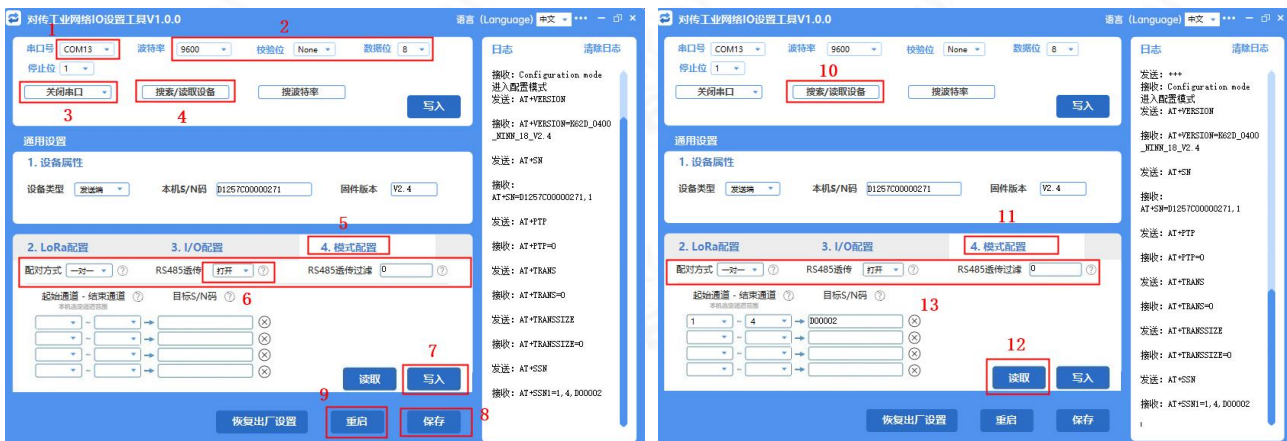 对传工业网络IO设置工具V1.0.0 语言 (Language) 中文
1 2
串口号 COM13 波特率 9600 校验位 None 数据位 8
停止位 1
关闭串口 搜索/读取设备 搜波特率
3 4 写入
通用设置
1. 设备属性
设备类型 发送端 本机S/N码 D1257C00000271 固件版本 V2.4
5
2. LoRa配置 3. I/O配置 4. 模式配置
配对方式 一对一 RS485透传 打开 RS485透传过滤 0
起始通道 - 结束通道 目标S/N码 6
本机选定通道范围
7
读取 写入
9 8
恢复出厂设置 重启 保存
日志 清除日志
接收: Configuration mode
进入配置模式
发送: AT+VERSION
接收: AT+VERSION=K62D_0400
_NINN_18_V2.4
发送: AT+SN
接收:
AT+SN=D1257C00000271,1
发送: AT+PTP
接收: AT+PTP=0
发送: AT+TRANS
接收: AT+TRANS=0
发送: AT+TRANSSIZE
接收: AT+TRANSSIZE=0
发送: AT+SSN
接收: AT+SSN1=1,4,D00002
对传工业网络IO设置工具V1.0.0 语言 (Language) 中文
串口号 COM13 波特率 9600 校验位 None 数据位 8
停止位 1
10
关闭串口 搜索/读取设备 搜波特率
写入
通用设置
1. 设备属性
设备类型 发送端 本机S/N码 D1257C00000271 固件版本 V2.4
11
2. LoRa配置 3. I/O配置 4. 模式配置
配对方式 一对一 RS485透传 打开 RS485透传过滤 0
起始通道 - 结束通道 目标S/N码 13
1 ~ 4 D00002
12
读取 写入
恢复出厂设置 重启 保存
日志 清除日志
发送: +++
接收: Configuration mode
进入配置模式
发送: AT+VERSION
接收: AT+VERSION=K62D_0400
_NINN_18_V2.4
发送: AT+SN
接收:
AT+SN=D1257C00000271,1
发送: AT+PTP
接收: AT+PTP=0
发送: AT+TRANS
接收: AT+TRANS=0
发送: AT+TRANSSIZE
接收: AT+TRANSSIZE=0
发送: AT+SSN
接收: AT+SSN1=1,4,D00002